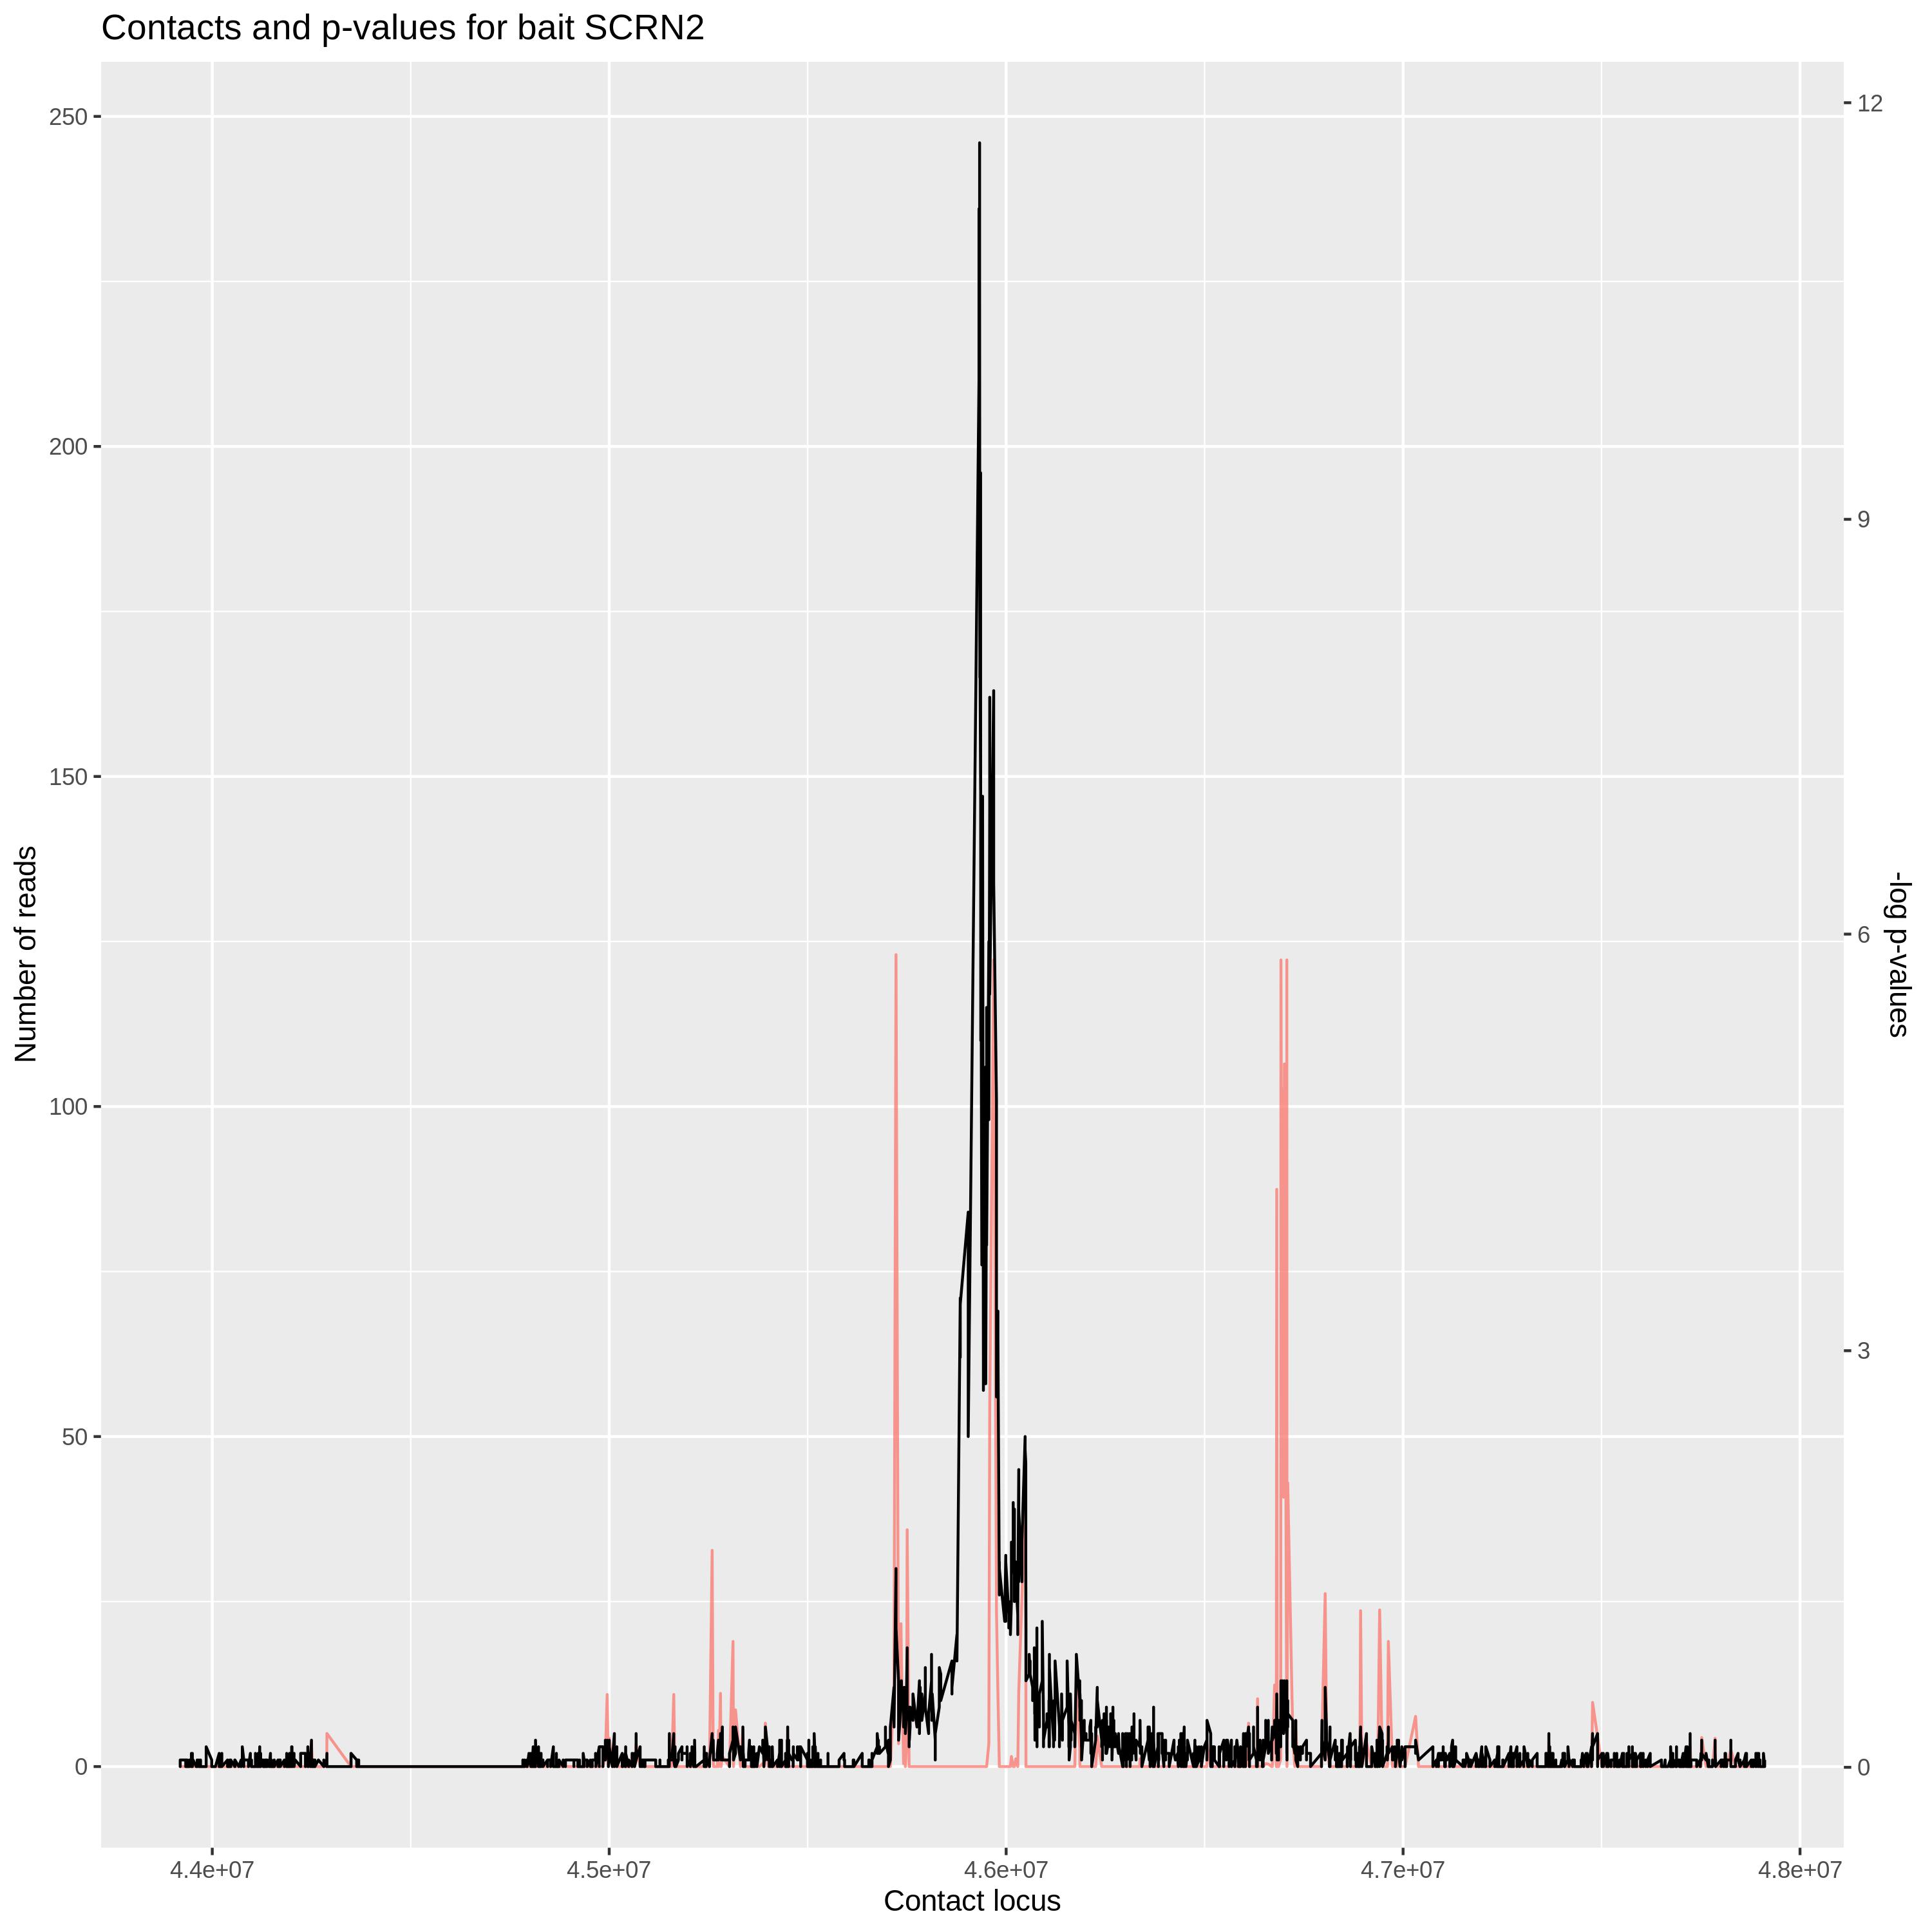 Contacts and p-values for bait SCRN2
250
200
150
100
50
0
Number of reads
12
9
6
3
0
-log p-values
4.4e+07
4.5e+07
4.6e+07
4.7e+07
4.8e+07
Contact locus